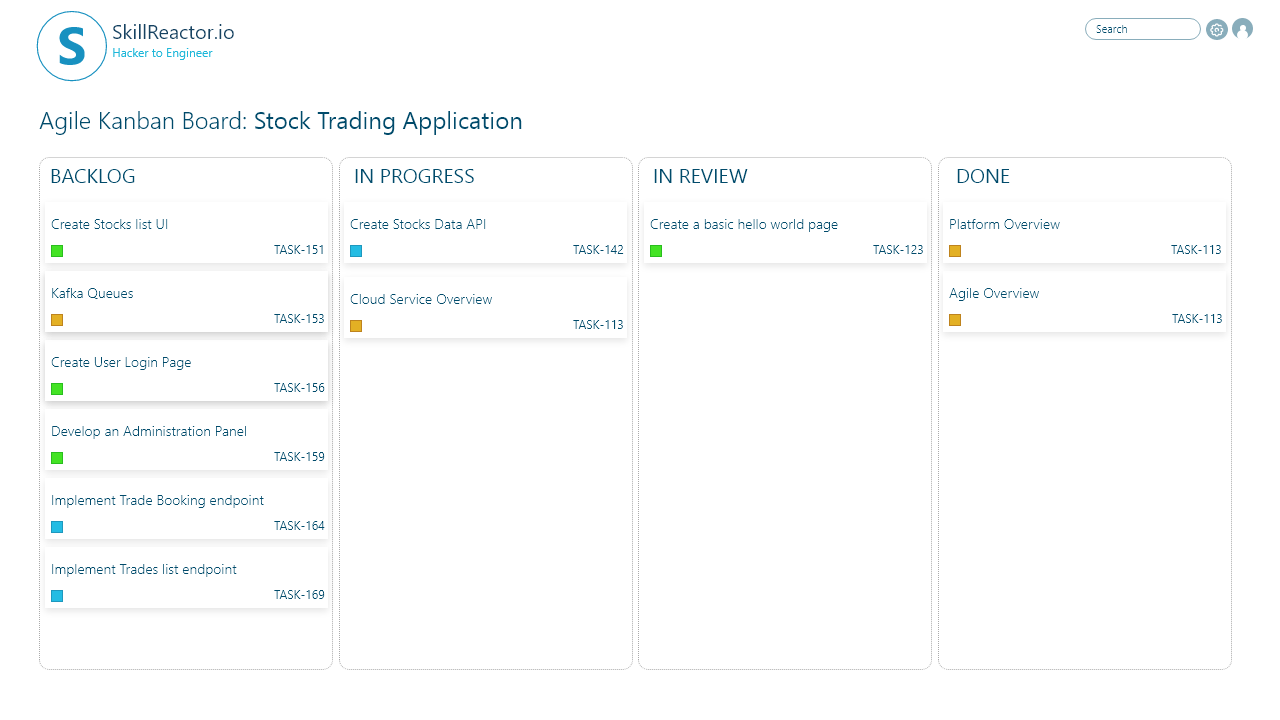 S
SkillReactor.io
Hacker to Engineer
Search
Agile Kanban Board: Stock Trading Application
BACKLOG
Create Stocks list UI
TASK-151
Kafka Queues
TASK-153
Create User Login Page
TASK-156
Develop an Administration Panel
TASK-159
Implement Trade Booking endpoint
TASK-164
Implement Trades list endpoint
TASK-169
IN PROGRESS
Create Stocks Data API
TASK-142
Cloud Service Overview
TASK-113
IN REVIEW
Create a basic hello world page
TASK-123
DONE
Platform Overview
TASK-113
Agile Overview
TASK-113